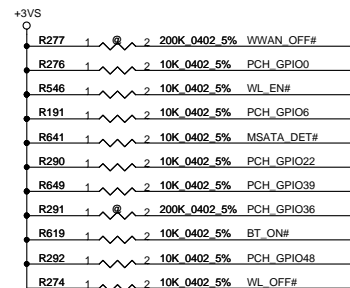 +3VS
R277 1 @ 2 200K_0402_5% WWAN_OFF#
R276 1 2 10K_0402_5% PCH_GPIO0
R546 1 2 10K_0402_5% WL_EN#
R191 1 2 10K_0402_5% PCH_GPIO6
R641 1 2 10K_0402_5% MSATA_DET#
R290 1 2 10K_0402_5% PCH_GPIO22
R649 1 2 10K_0402_5% PCH_GPIO39
R291 1 @ 2 200K_0402_5% PCH_GPIO36
R619 1 2 10K_0402_5% BT_ON#
R292 1 2 10K_0402_5% PCH_GPIO48
R274 1 2 10K_0402_5% WL_OFF#